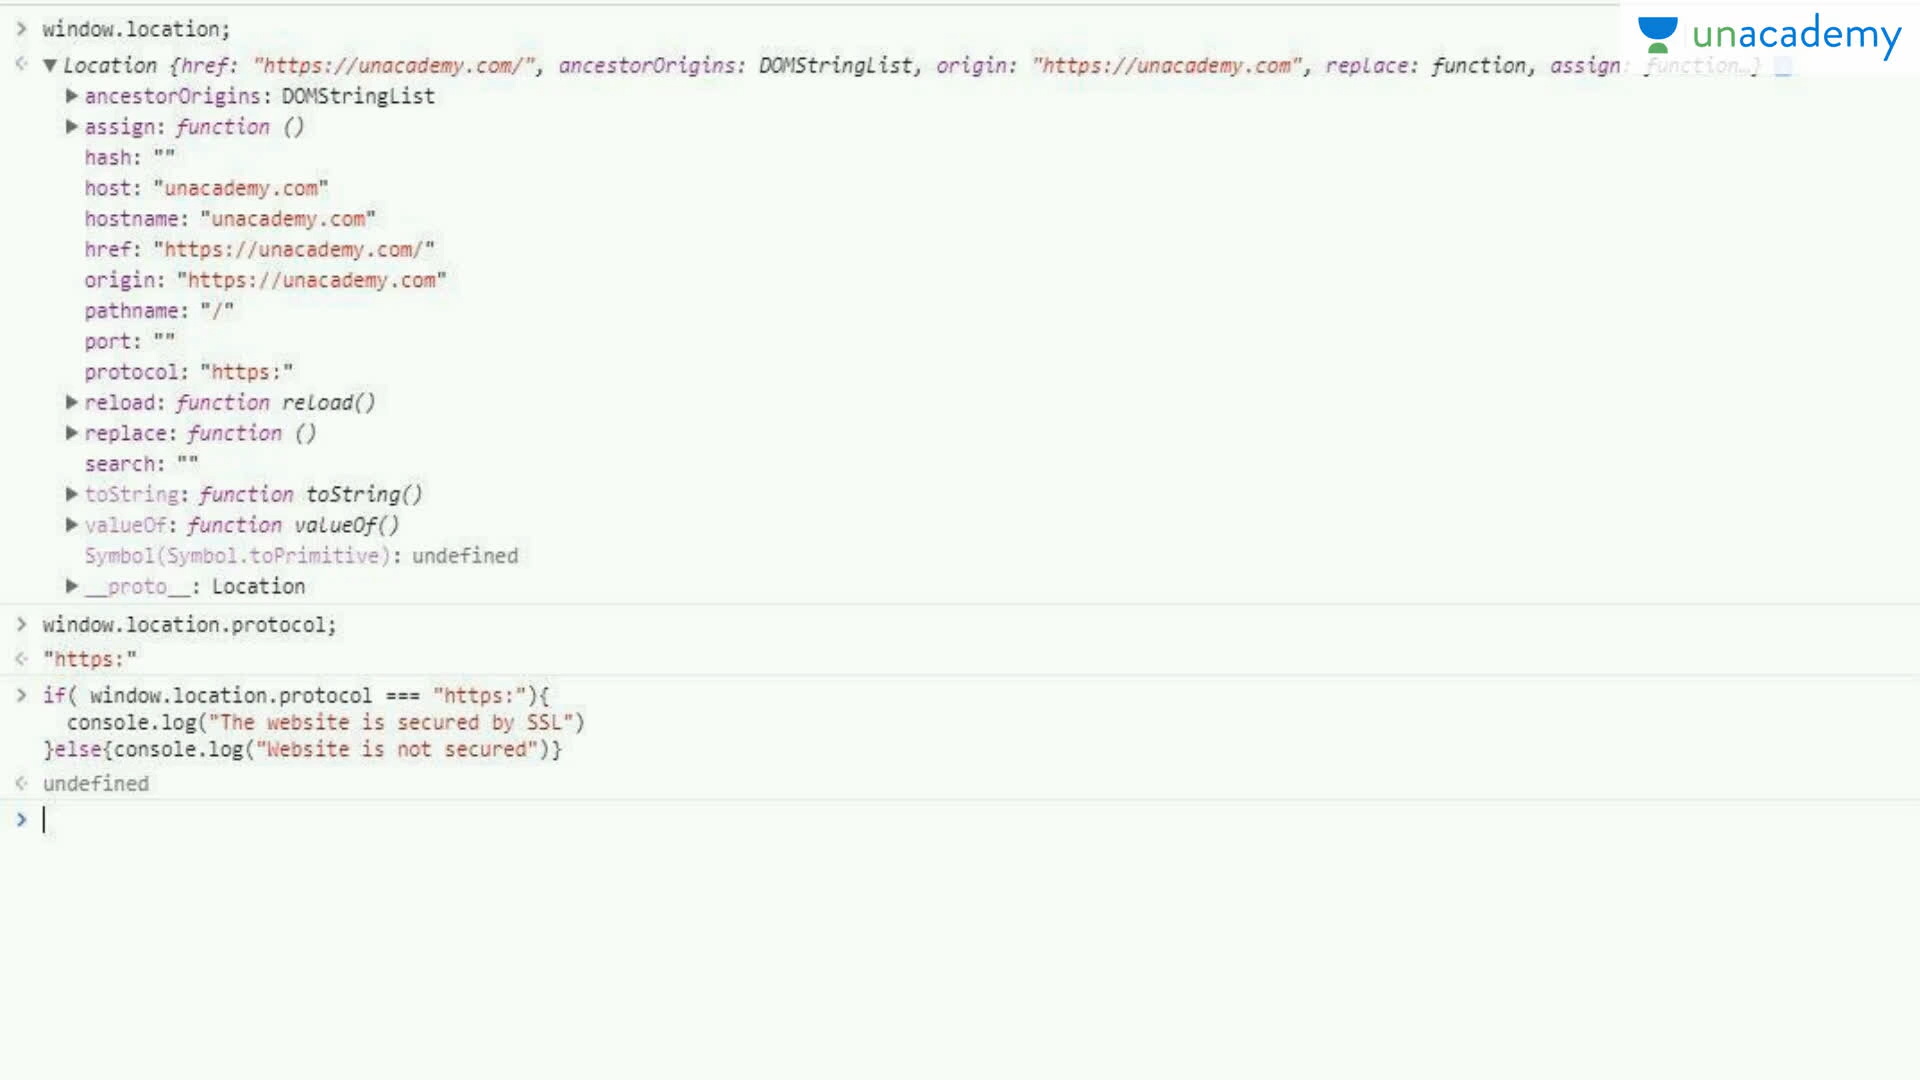 > window.location;
unacademy
<· ▼ Location {href: "https://unacademy.com/", ancestorOrigins: DOMStringList, origin: "https://unacademy.com", replace: function, assign: function…}
▶ ancestorOrigins: DOMStringList
▶ assign: function ()
hash: ""
host: "unacademy.com"
hostname: "unacademy.com"
href: "https://unacademy.com/"
origin: "https://unacademy.com"
pathname: "/"
port: ""
protocol: "https:"
▶ reload: function reload()
▶ replace: function ()
search: ""
▶ toString: function toString()
▶ valueOf: function valueOf()
Symbol(Symbol.toPrimitive): undefined
▶ __proto__: Location
> window.location.protocol;
<· "https:"
> if( window.location.protocol === "https:"){
console.log("The website is secured by SSL")
}else{console.log("Website is not secured")}
<· undefined
>